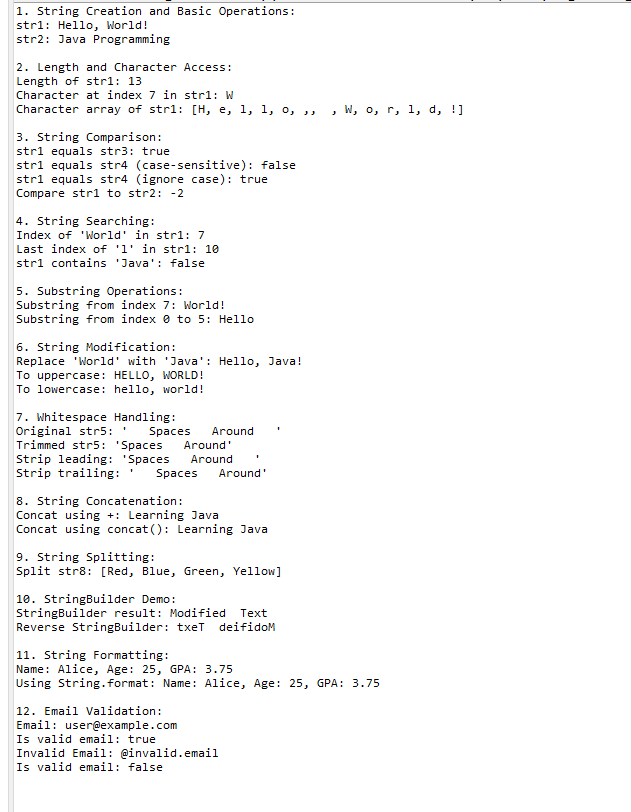 1. String Creation and Basic Operations:
str1: Hello, World!
str2: Java Programming

2. Length and Character Access:
Length of str1: 13
Character at index 7 in str1: W
Character array of str1: [H, e, l, l, o, ,,  , W, o, r, l, d, !]

3. String Comparison:
str1 equals str3: true
str1 equals str4 (case-sensitive): false
str1 equals str4 (ignore case): true
Compare str1 to str2: -2

4. String Searching:
Index of 'World' in str1: 7
Last index of 'l' in str1: 10
str1 contains 'Java': false

5. Substring Operations:
Substring from index 7: World!
Substring from index 0 to 5: Hello

6. String Modification:
Replace 'World' with 'Java': Hello, Java!
To uppercase: HELLO, WORLD!
To lowercase: hello, world!

7. Whitespace Handling:
Original str5: '   Spaces   Around   '
Trimmed str5: 'Spaces   Around'
Strip leading: 'Spaces   Around   '
Strip trailing: '   Spaces   Around'

8. String Concatenation:
Concat using +: Learning Java
Concat using concat(): Learning Java

9. String Splitting:
Split str8: [Red, Blue, Green, Yellow]

10. StringBuilder Demo:
StringBuilder result: Modified  Text
Reverse StringBuilder: txeT  deifidoM

11. String Formatting:
Name: Alice, Age: 25, GPA: 3.75
Using String.format: Name: Alice, Age: 25, GPA: 3.75

12. Email Validation:
Email: user@example.com
Is valid email: true
Invalid Email: @invalid.email
Is valid email: false